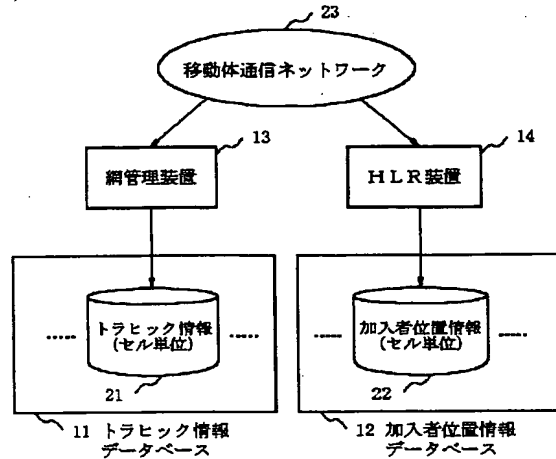 23
移動体通信ネットワーク
13
14
網管理装置
HLR装置
トラヒック情報
(セル単位)
加入者位置情報
(セル単位)
21
22
11 トラヒック情報
データベース
12 加入者位置情報
データベース